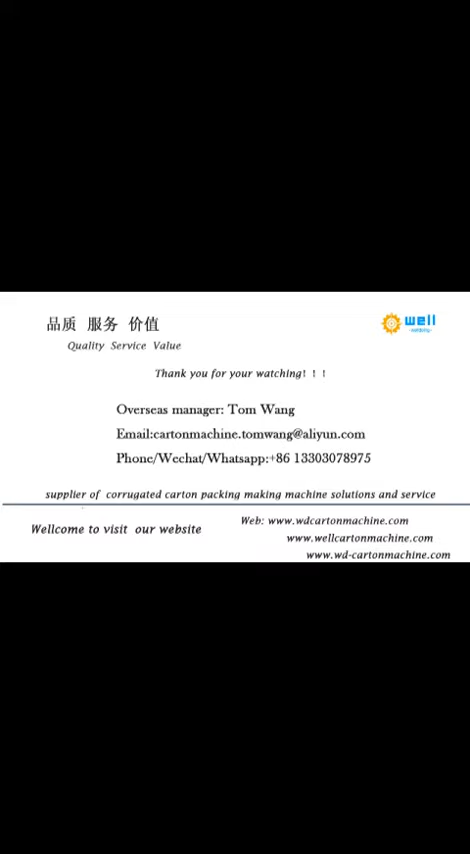 品质 服务 价值
well
Quality Service Value
Thank you for your watching！！！
Overseas manager: Tom Wang
Email:cartonmachine.tomwang@aliyun.com
Phone/Wechat/Whatsapp:+86 13303078975
supplier of corrugated carton packing making machine solutions and service
Wellcome to visit our website
Web: www.wdcartonmachine.com
www.wellcartonmachine.com
www.wd-cartonmachine.com